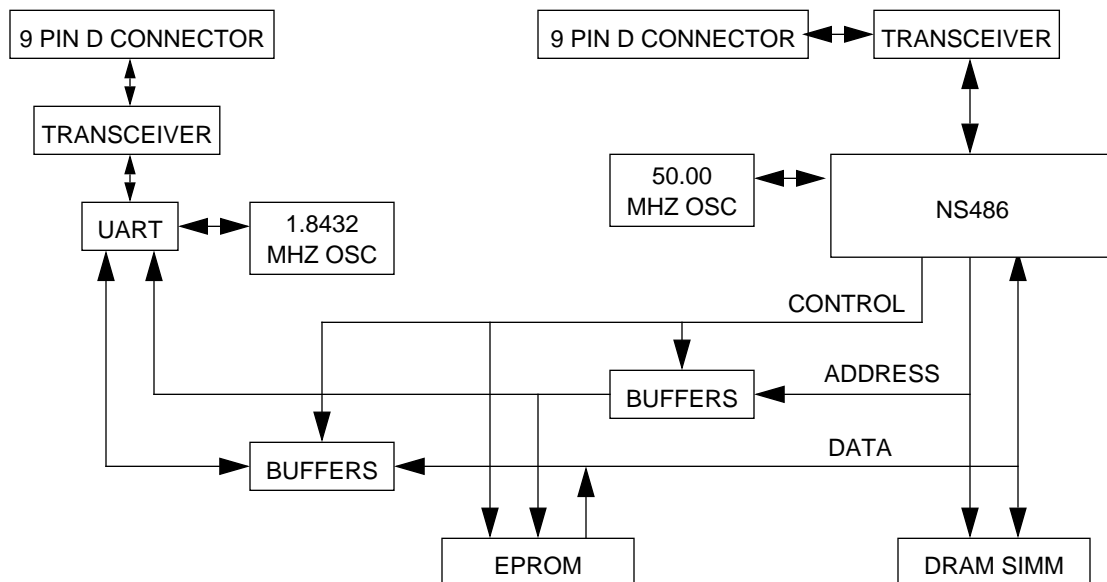 9 PIN D CONNECTOR
9 PIN D CONNECTOR
TRANSCEIVER
TRANSCEIVER
50.00
MHZ OSC
NS486
UART
1.8432
MHZ OSC
CONTROL
ADDRESS
BUFFERS
DATA
BUFFERS
EPROM
DRAM SIMM